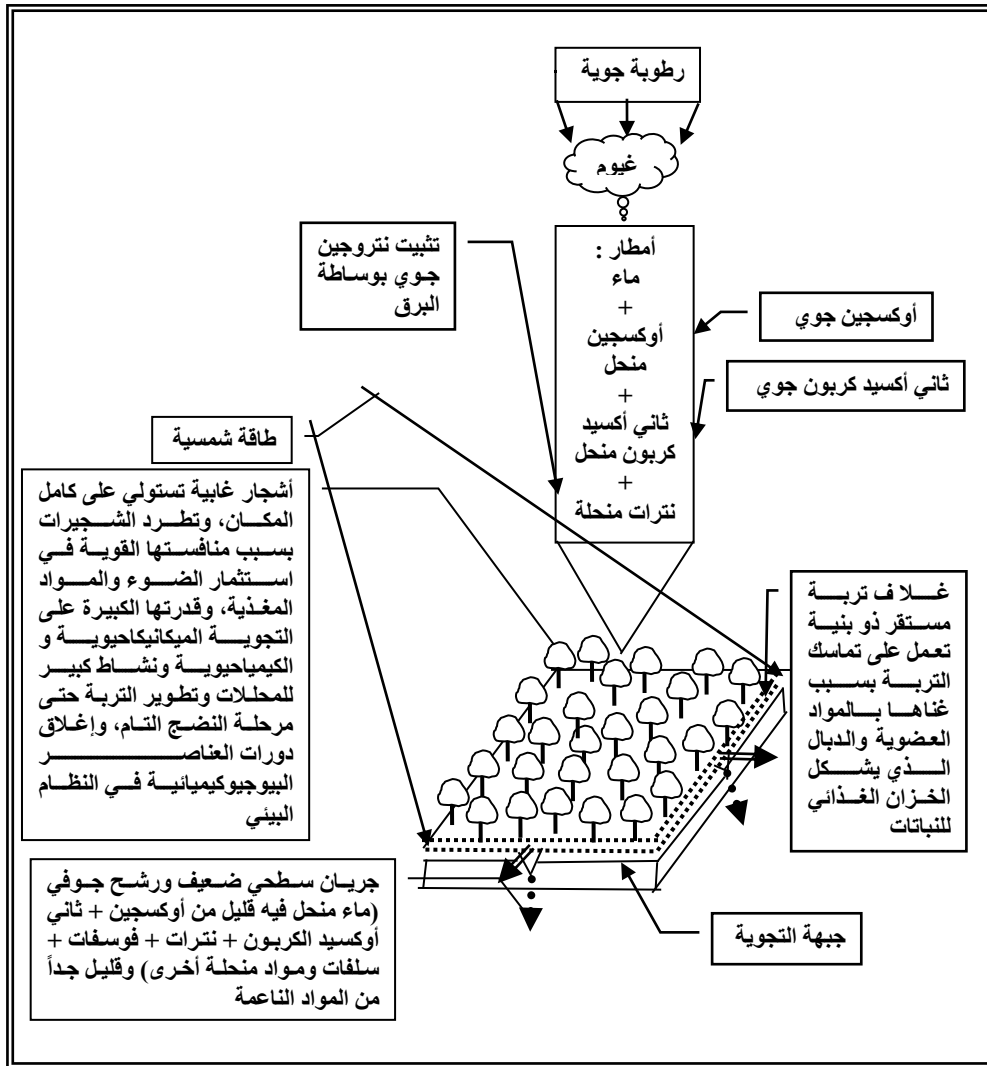 رطوبة جوية
غيوم
أمطار :
ماء
+
أوكسجين
منحل
+
ثاني أكسيد
كربون منحل
+
نترات منحلة
تثبيت نتروجين
جوي بوساطة
البرق
أوكسجين جوي
ثاني أكسيد كربون جوي
طاقة شمسية
أشجار غابية تستولي على كامل
المكان، وتطرد الشجيرات
بسبب منافستها القوية في
استثمار الضوء والمواد
المغذية، وقدرتها الكبيرة على
التجوية الميكانيكاحيوية و
الكيمياحيوية ونشاط كبير
للمحللات وتطوير التربة حتى
مرحلة النضج التام، وإغلاق
دورات العناصر
البيوجيوكيميائية في النظام
البيئي
غلاف تربة
مستقر ذو بنية
تعمل على تماسك
التربة بسبب
غناها بالمواد
العضوية والدبال
الذي يشكل
الخزان الغذائي
للنباتات
جريان سطحي ضعيف ورشح جوفي
(ماء منحل فيه قليل من أوكسجين + ثاني
أوكسيد الكربون + نترات + فوسفات +
سلفات ومواد منحلة أخرى) وقليل جداً
من المواد الناعمة
جبهة التجوية